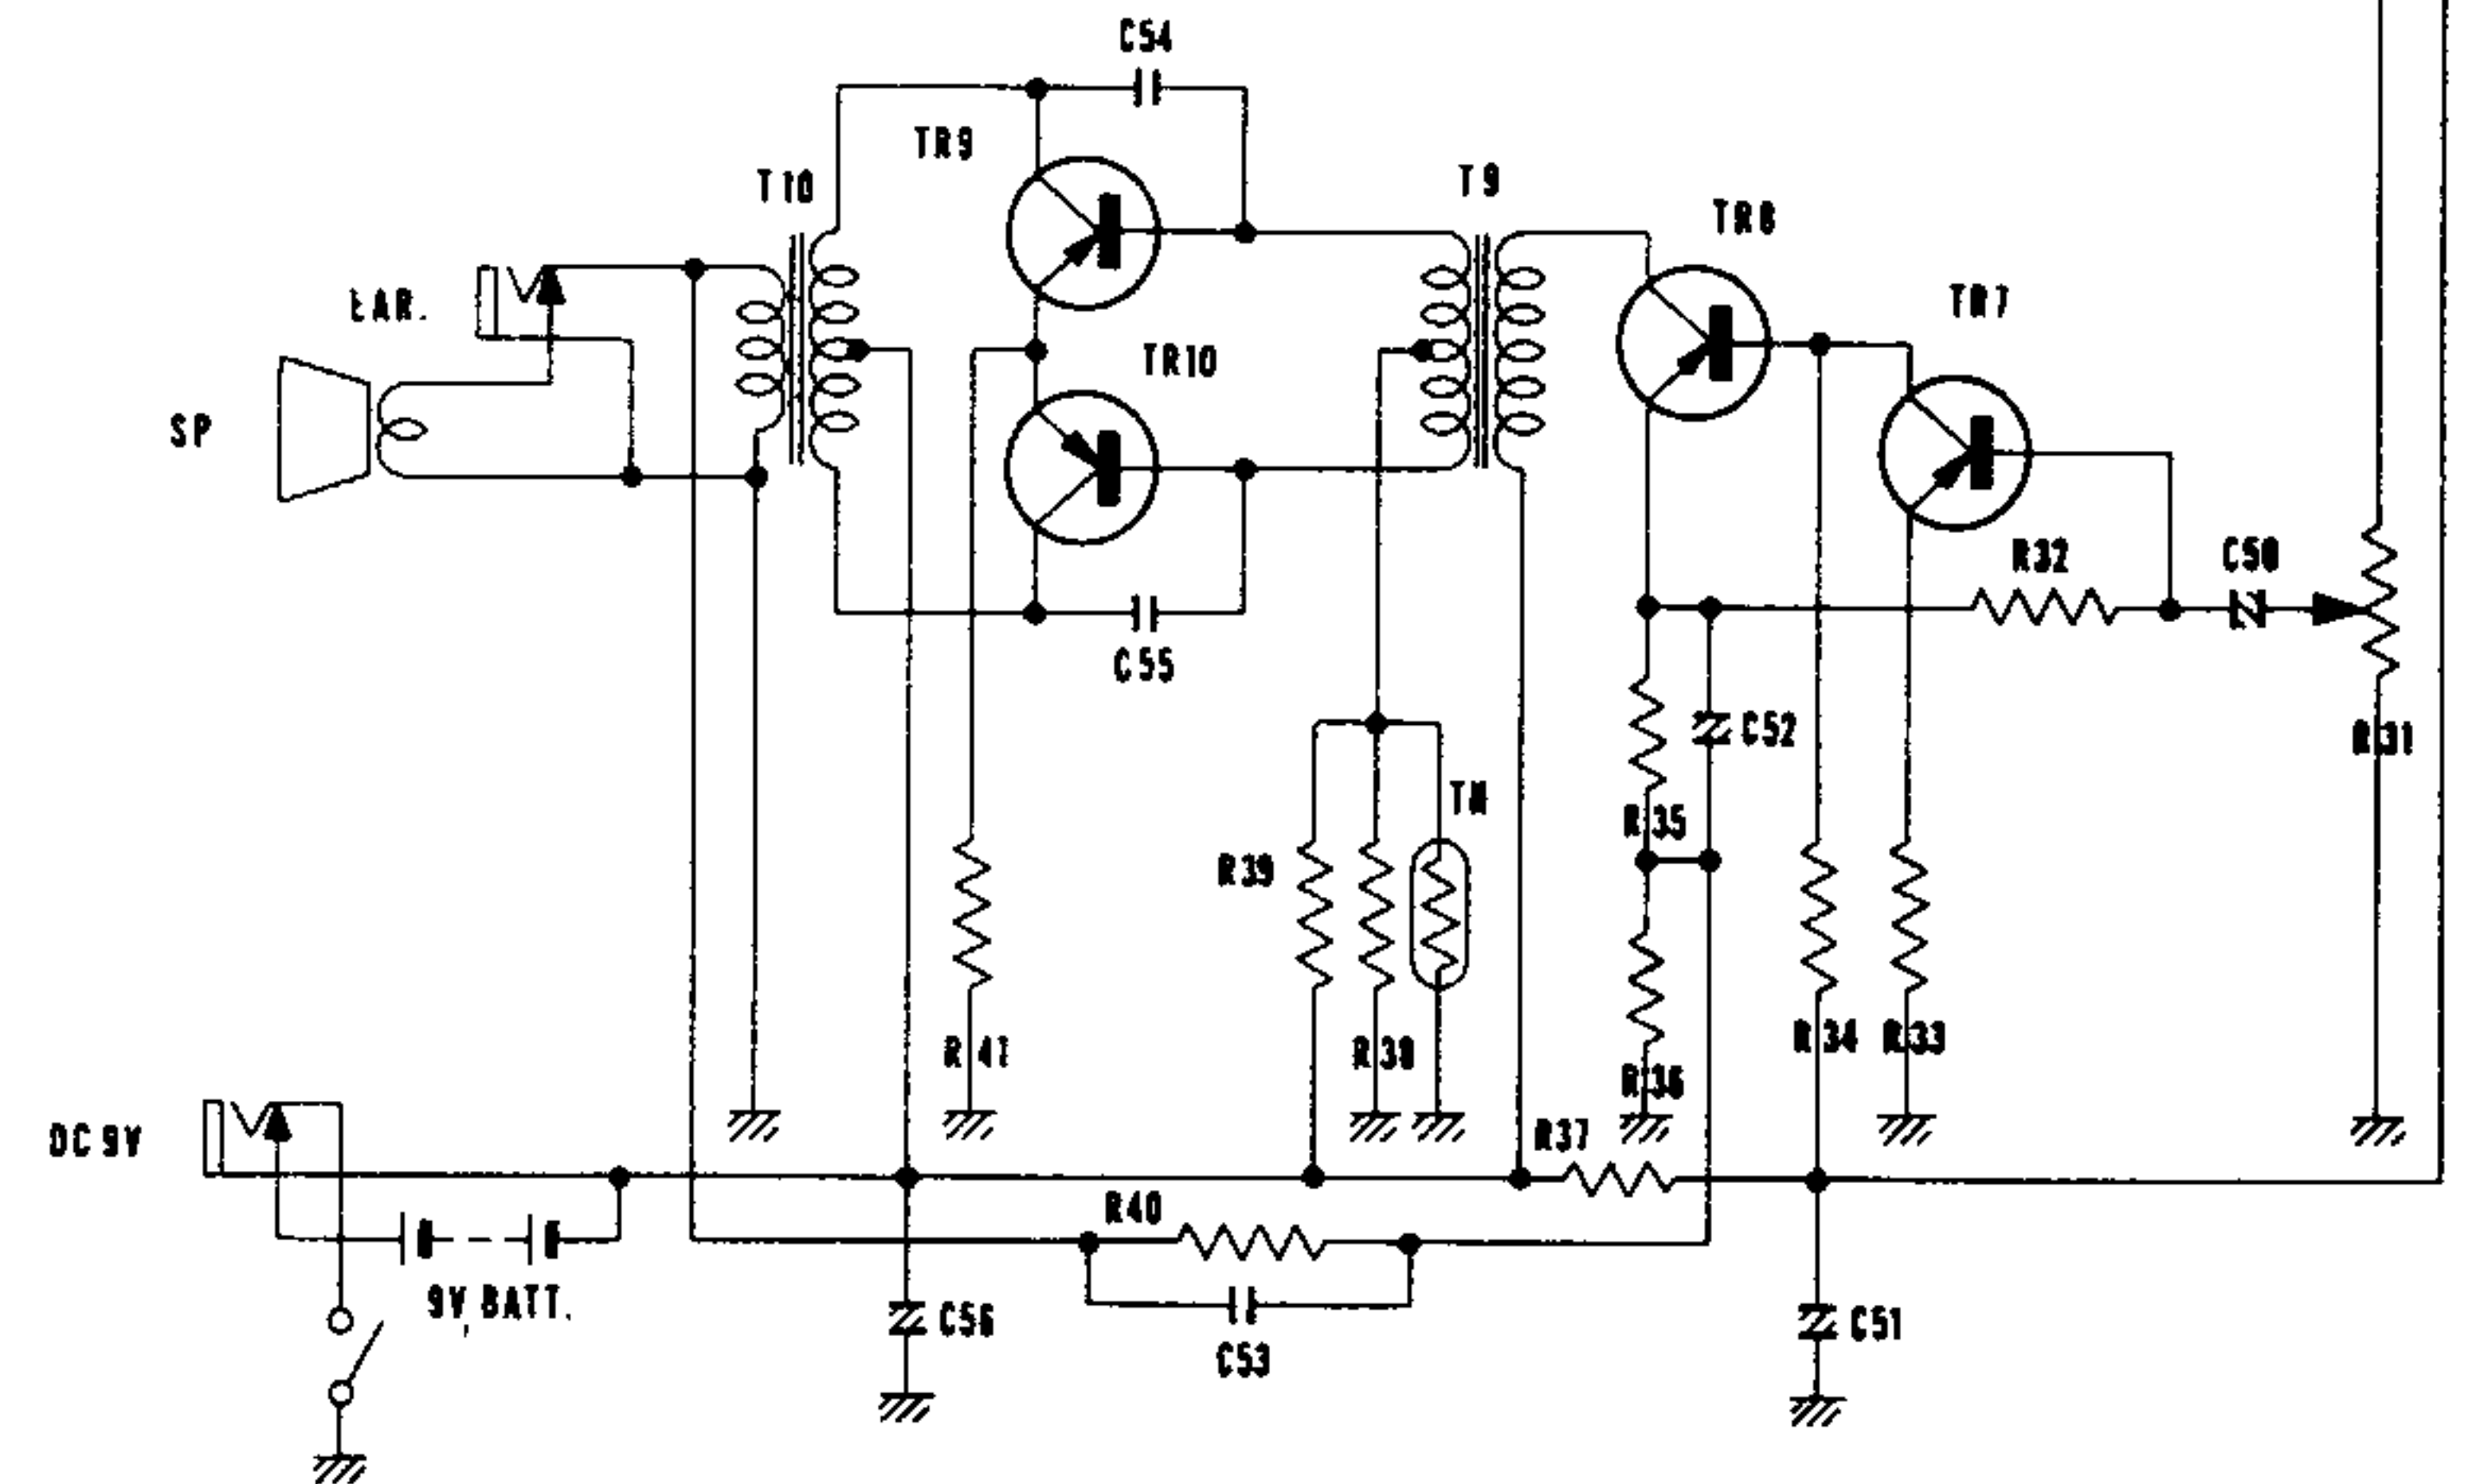 C54
TR9
T10
T9
TR8
TR7
EAR.
TR10
SP
R32
C50
C55
C52
R31
TH
R35
R39
R41
R38
R34
R33
R36
DC 9V
R37
R40
9V, BATT.
C56
C51
C53